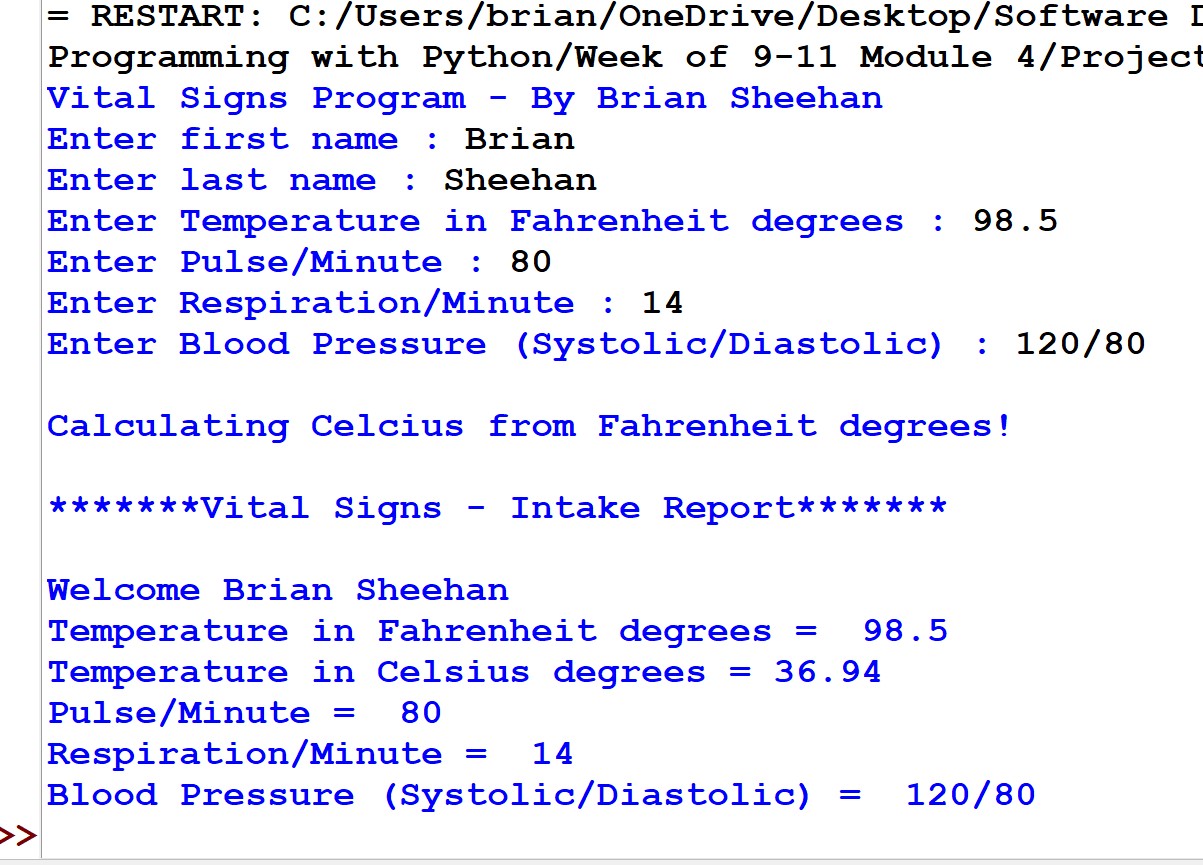 = RESTART: C:/Users/brian/OneDrive/Desktop/Software
Programming with Python/Week of 9-11 Module 4/Project
Vital Signs Program - By Brian Sheehan
Enter first name : Brian
Enter last name : Sheehan
Enter Temperature in Fahrenheit degrees : 98.5
Enter Pulse/Minute : 80
Enter Respiration/Minute : 14
Enter Blood Pressure (Systolic/Diastolic) : 120/80
Calculating Celcius from Fahrenheit degrees!
*******Vital Signs - Intake Report*******
Welcome Brian Sheehan
Temperature in Fahrenheit degrees =  98.5
Temperature in Celsius degrees = 36.94
Pulse/Minute =  80
Respiration/Minute =  14
Blood Pressure (Systolic/Diastolic) =  120/80
>>